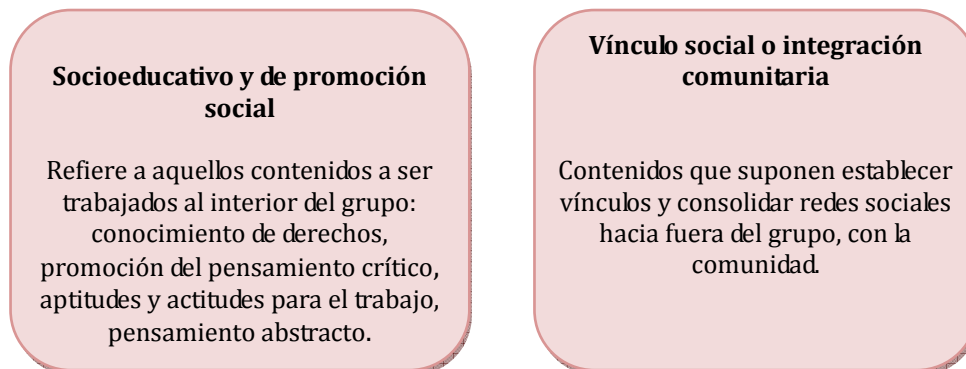 Socioeducativo y de promoción
social
Refiere a aquellos contenidos a ser
trabajados al interior del grupo:
conocimiento de derechos,
promoción del pensamiento crítico,
aptitudes y actitudes para el trabajo,
pensamiento abstracto.
Vínculo social o integración
comunitaria
Contenidos que suponen establecer
vínculos y consolidar redes sociales
hacia fuera del grupo, con la
comunidad.